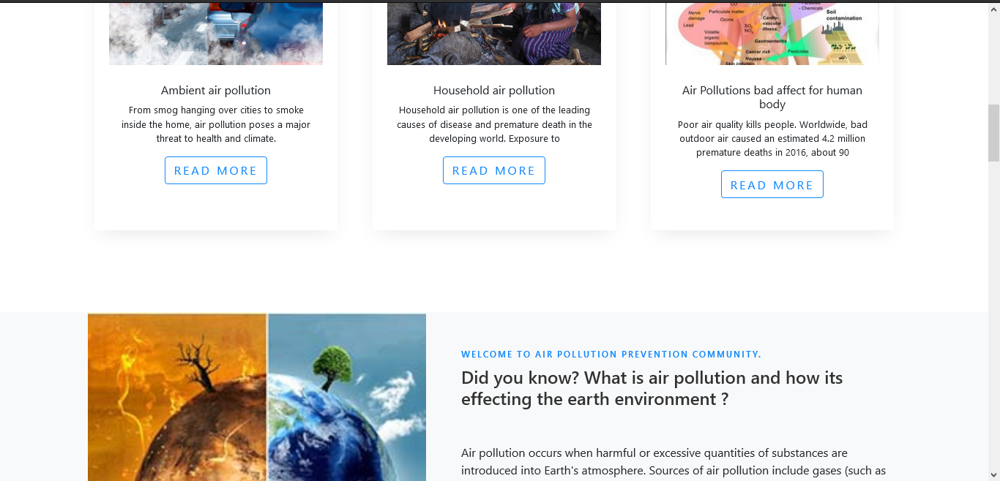 Nerve
damage
Lead
Particulate matter
Ozone
Volatile
organic
compounds
SO₂
NOₓ
illness
Cardio-
vascular
illness.
Gastroenteritis
Cancer risk
Nausea
Skin irritation
Pesticides
- Parasites
- Chemicals
Soil
contamination
Ambient air pollution
From smog hanging over cities to smoke
inside the home, air pollution poses a major
threat to health and climate.
READ MORE
Household air pollution
Household air pollution is one of the leading
causes of disease and premature death in the
developing world. Exposure to
READ MORE
Air Pollutions bad affect for human
body
Poor air quality kills people. Worldwide, bad
outdoor air caused an estimated 4.2 million
premature deaths in 2016, about 90
READ MORE
WELCOME TO AIR POLLUTION PREVENTION COMMUNITY.
Did you know? What is air pollution and how its
effecting the earth environment ?
Air pollution occurs when harmful or excessive quantities of substances are
introduced into Earth's atmosphere. Sources of air pollution include gases (such as